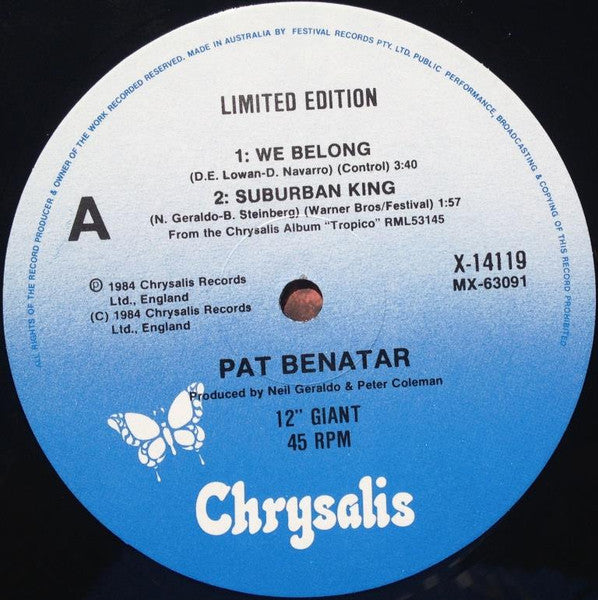 ALL RIGHTS OF THE RECORD PRODUCER & OWNER OF THE WORK RECORDED RESERVED. MADE IN AUSTRALIA BY FESTIVAL RECORDS PTY. LTD. PUBLIC PERFORMANCE, BROADCASTING & COPYING OF THIS RECORD PROHIBITED
LIMITED EDITION
1: WE BELONG
(D.E. Lowan-D. Navarro) (Control) 3:40
2: SUBURBAN KING
(N. Geraldo-B. Steinberg) (Warner Bros/Festival) 1:57
From the Chrysalis Album "Tropico" RML53145
A
X-14119
MX-63091
℗ 1984 Chrysalis Records
Ltd., England
(C) 1984 Chrysalis Records
Ltd., England
PAT BENATAR
Produced by Neil Geraldo & Peter Coleman
12" GIANT
45 RPM
Chrysalis